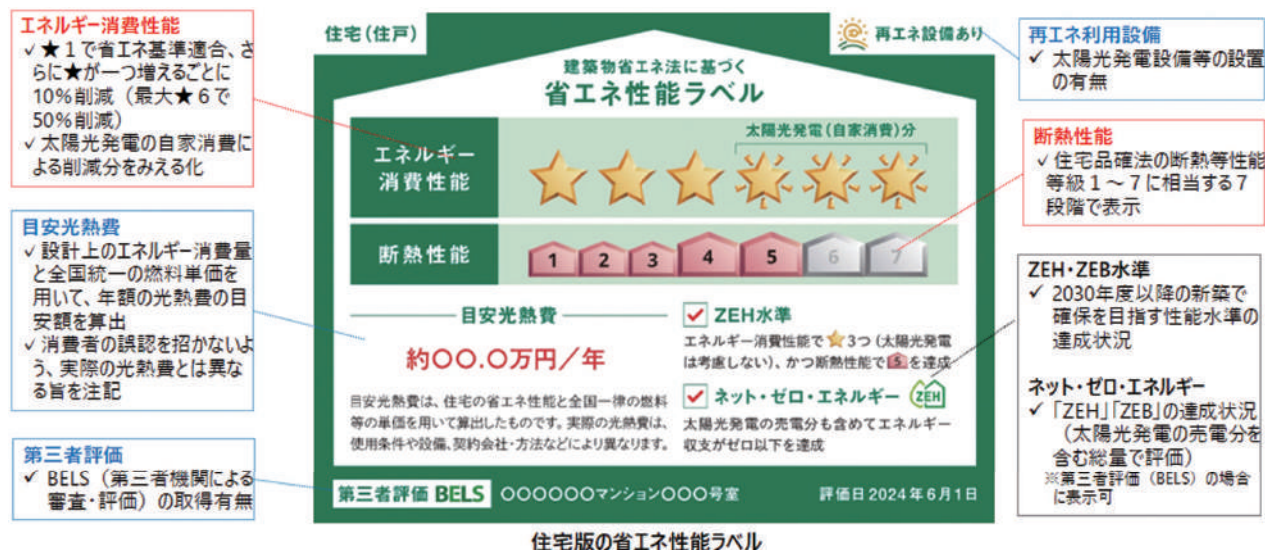 エネルギー消費性能
✓★1で省エネ基準適合、さ
らに★が一つ増えるごとに
10%削減（最大★6で
50%削減）
✓太陽光発電の自家消費に
よる削減分をみえる化
目安光熱費
✓設計上のエネルギー消費量
と全国統一の燃料単価を
用いて、年額の光熱費の目
安額を算出
✓消費者の誤認を招かないよ
う、実際の光熱費とは異な
る旨を注記
第三者評価
✓ BELS（第三者機関による
審査・評価）の取得有無
住宅（住戸）
再エネ設備あり
建築物省エネ法に基づく
省エネ性能ラベル
太陽光発電（自家消費）分
エネルギー
消費性能
断熱性能
1 2 3 4 5 6 7
目安光熱費
約〇〇.〇万円／年
目安光熱費は、住宅の省エネ性能と全国一律の燃料
等の単価を用いて算出したものです。実際の光熱費は、
使用条件や設備、契約会社・方法などにより異なります。
✓ ZEH水準
エネルギー消費性能で★3つ（太陽光発電
は考慮しない）、かつ断熱性能で5を達成
✓ ネット・ゼロ・エネルギー ZEH
太陽光発電の売電分も含めてエネルギー
収支がゼロ以下を達成
第三者評価 BELS 〇〇〇〇〇〇マンション〇〇〇号室 評価日 2024年6月1日
再エネ利用設備
✓ 太陽光発電設備等の設置
の有無
断熱性能
✓住宅品確法の断熱等性能
等級1～7に相当する7
段階で表示
ZEH・ZEB水準
✓ 2030年度以降の新築で
確保を目指す性能水準の
達成状況
ネット・ゼロ・エネルギー
✓「ZEH」「ZEB」の達成状況
（太陽光発電の売電分を
含む総量で評価）
※第三者評価（BELS）の場合
に表示可
住宅版の省エネ性能ラベル